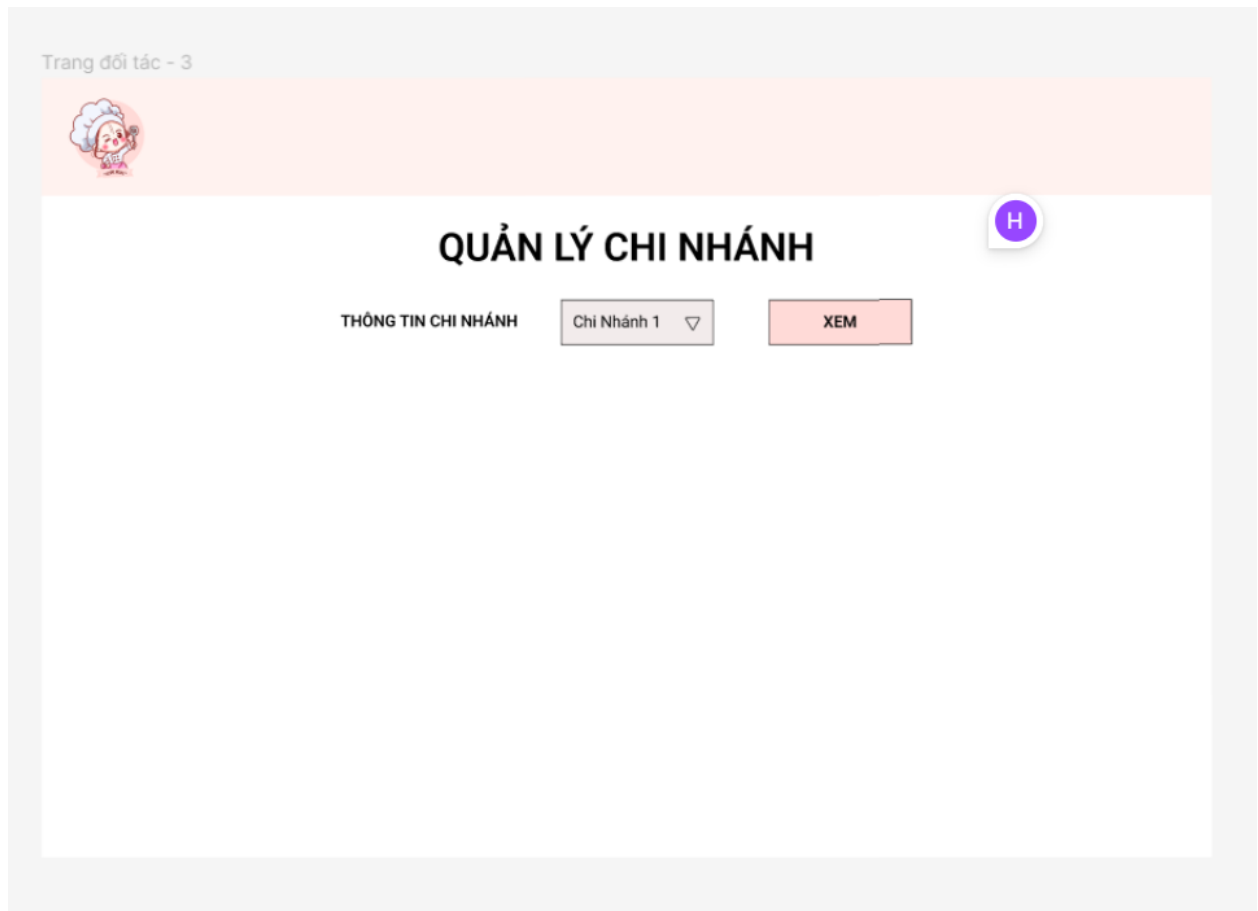 Trang đối tác - 3
H
QUẢN LÝ CHI NHÁNH
THÔNG TIN CHI NHÁNH
Chi Nhánh 1
XEM